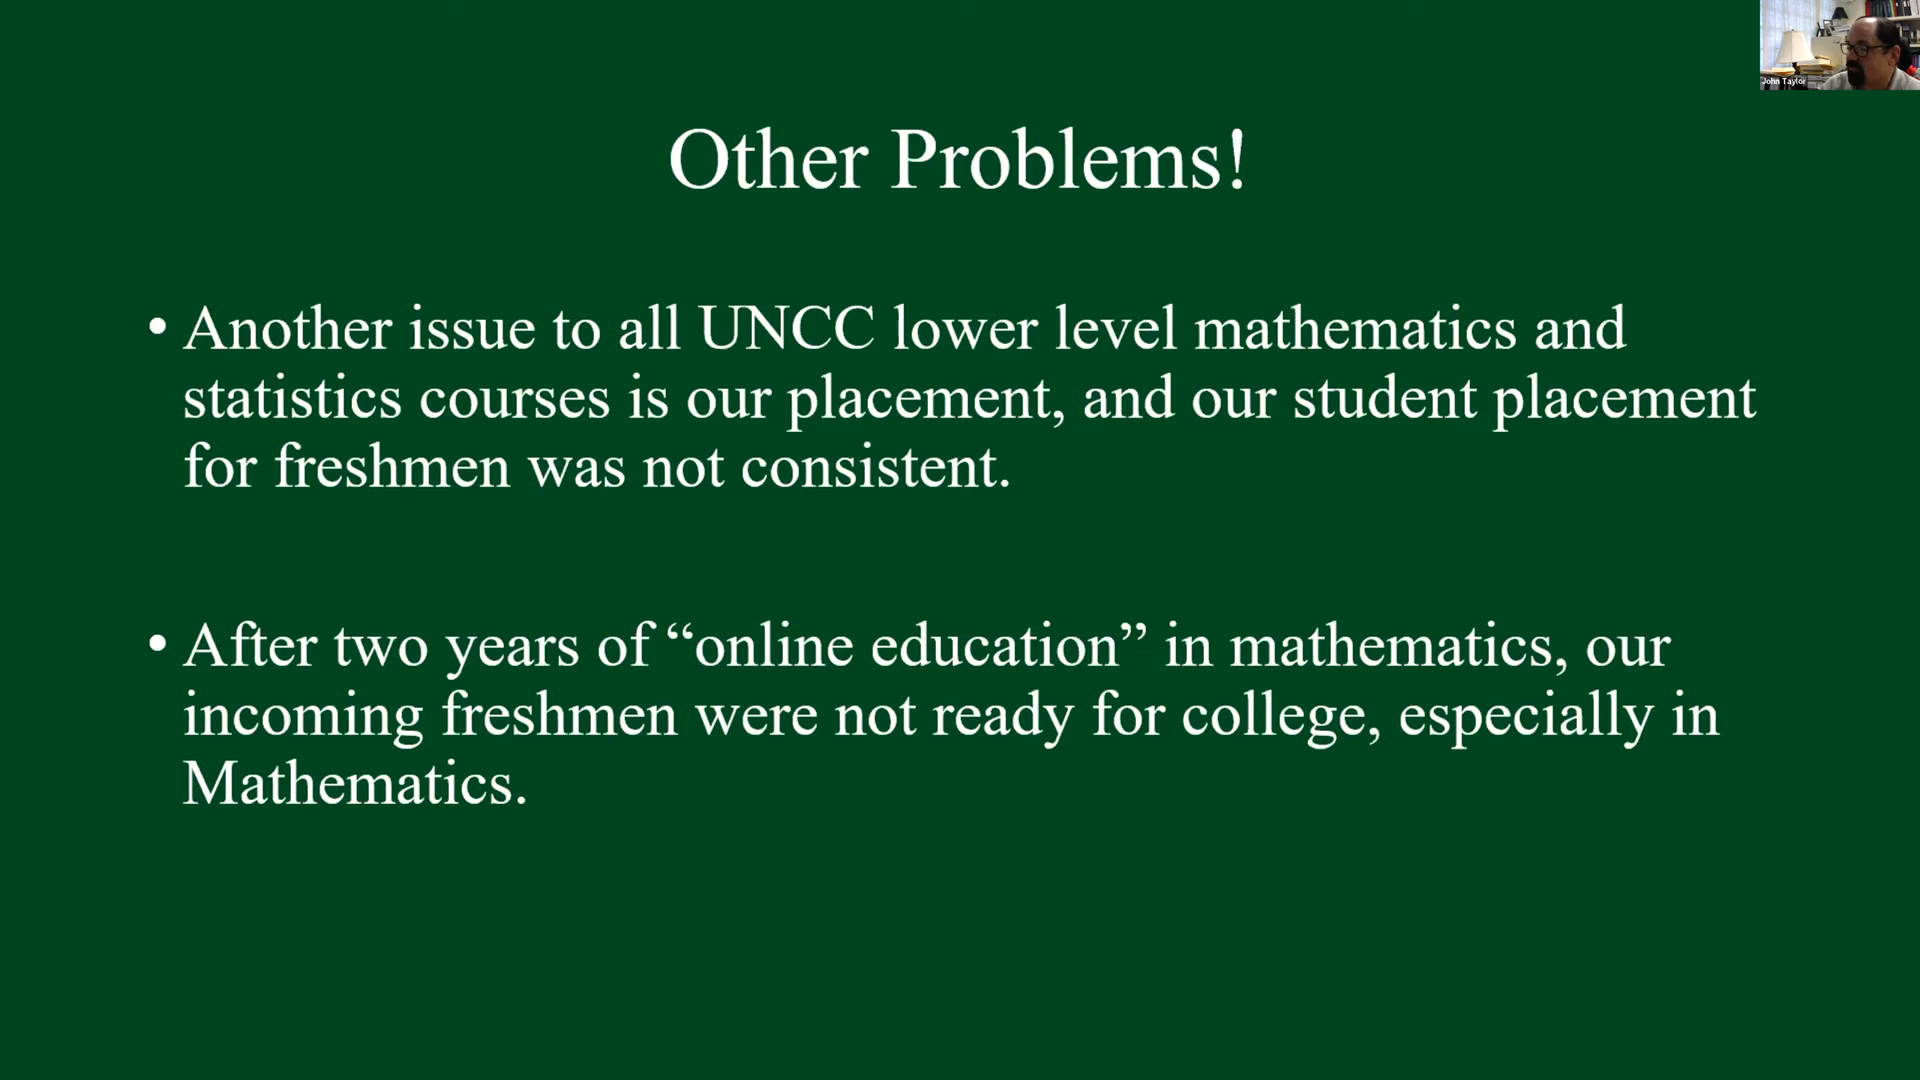 John Taylor
Other Problems!
• Another issue to all UNCC lower level mathematics and
statistics courses is our placement, and our student placement
for freshmen was not consistent.
• After two years of “online education” in mathematics, our
incoming freshmen were not ready for college, especially in
Mathematics.